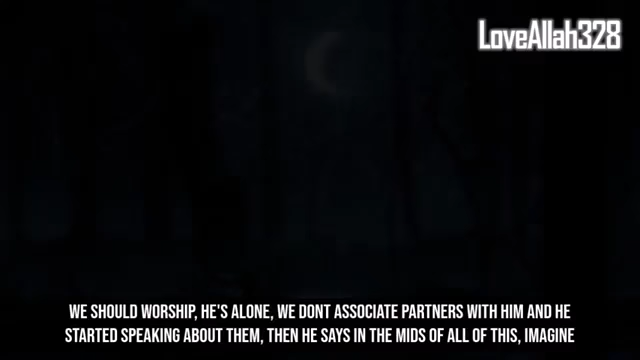 LoveAllah328
WE SHOULD WORSHIP, HE'S ALONE, WE DONT ASSOCIATE PARTNERS WITH HIM AND HE
STARTED SPEAKING ABOUT THEM, THEN HE SAYS IN THE MIDS OF ALL OF THIS, IMAGINE